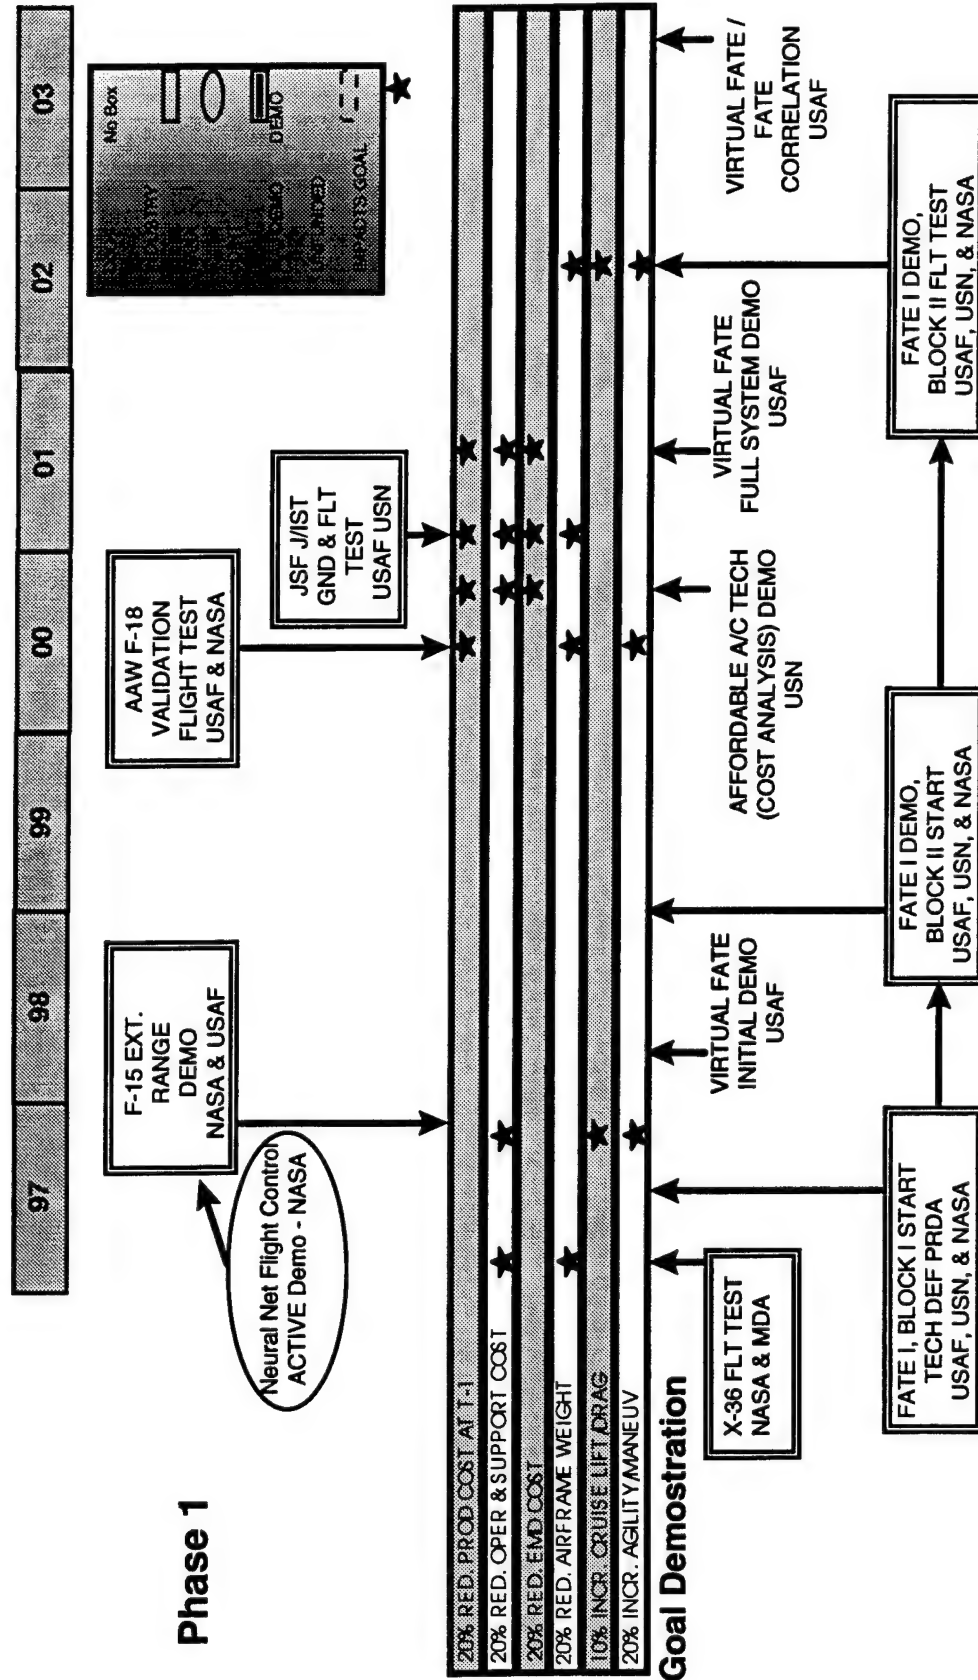 Phase 1
97
98
99
00
01
02
03
No Box
DEMO
IMPACTS GOAL
F-15 EXT.
RANGE
DEMO
NASA & USAF
Neural Net Flight Control
ACTIVE Demo - NASA
AAW F-18
VALIDATION
FLIGHT TEST
USAF & NASA
JSF J/IST
GND & FLT
TEST
USAF USN
20% RED. PROD COST AT T-1
20% RED. OPER & SUPPORT COST
20% RED. EMD COST
20% RED. AIRFRAME WEIGHT
10% INCR. CRUISE LIFT/DRAG
20% INCR. AGILITY/MANEUV
Goal Demostration
X-36 FLT TEST
NASA & MDA
VIRTUAL FATE
INITIAL DEMO
USAF
AFFORDABLE A/C TECH
(COST ANALYSIS) DEMO
USN
VIRTUAL FATE
FULL SYSTEM DEMO
USAF
VIRTUAL FATE /
FATE
CORRELATION
USAF
FATE I, BLOCK I START
TECH DEF PRDA
USAF, USN, & NASA
FATE I DEMO,
BLOCK II START
USAF, USN, & NASA
FATE I DEMO,
BLOCK II FLT TEST
USAF, USN, & NASA